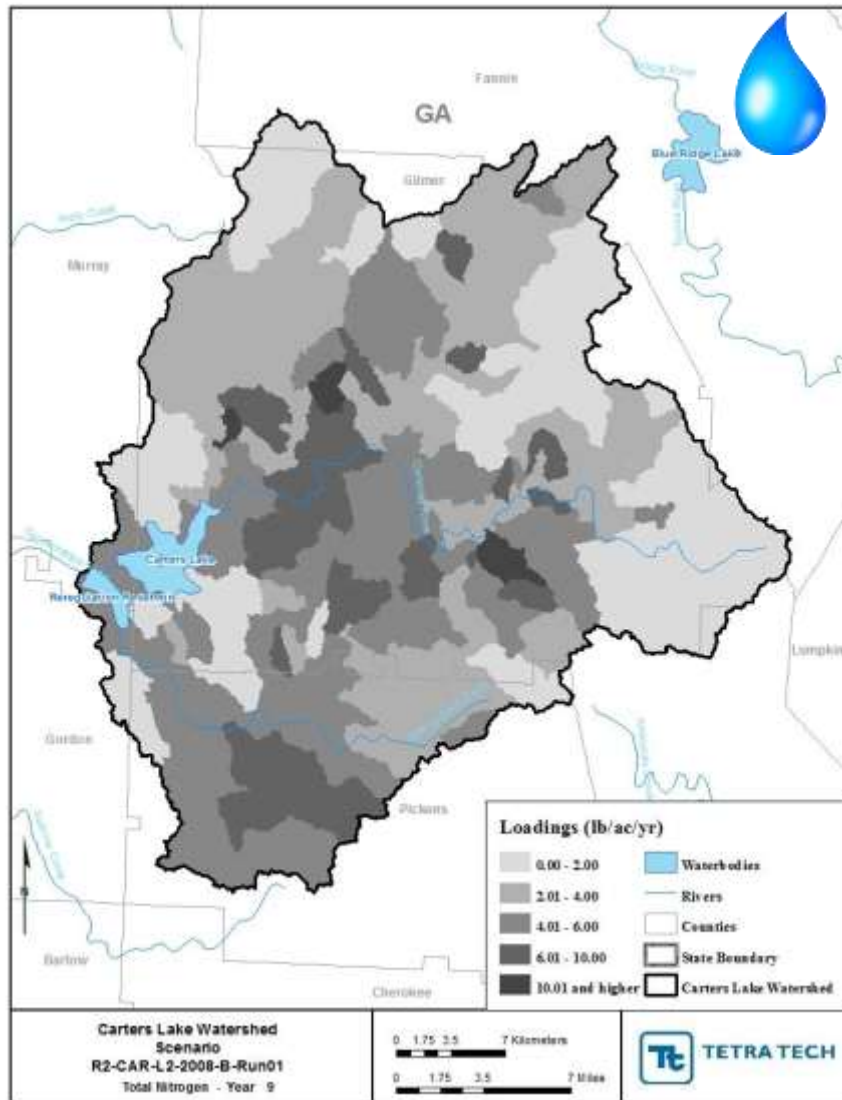 Fannin
GA
Blue Ridge Lake
Gilmer
Murray
Carters Lake
Reregulation Reservoir
Lumpkin
Gordon
Pickens
Loadings (lb/ac/yr)
0.00 - 2.00 Waterbodies
2.01 - 4.00 Rivers
4.01 - 6.00 Counties
6.01 - 10.00 State Boundary
10.01 and higher Carters Lake Watershed
N
Bartow
Cherokee
Carters Lake Watershed
Scenario
R2-CAR-L2-2008-B-Run01
Total Nitrogen - Year 9
0 1.75 3.5 7 Kilometers
0 1.75 3.5 7 Miles
Tt TETRA TECH